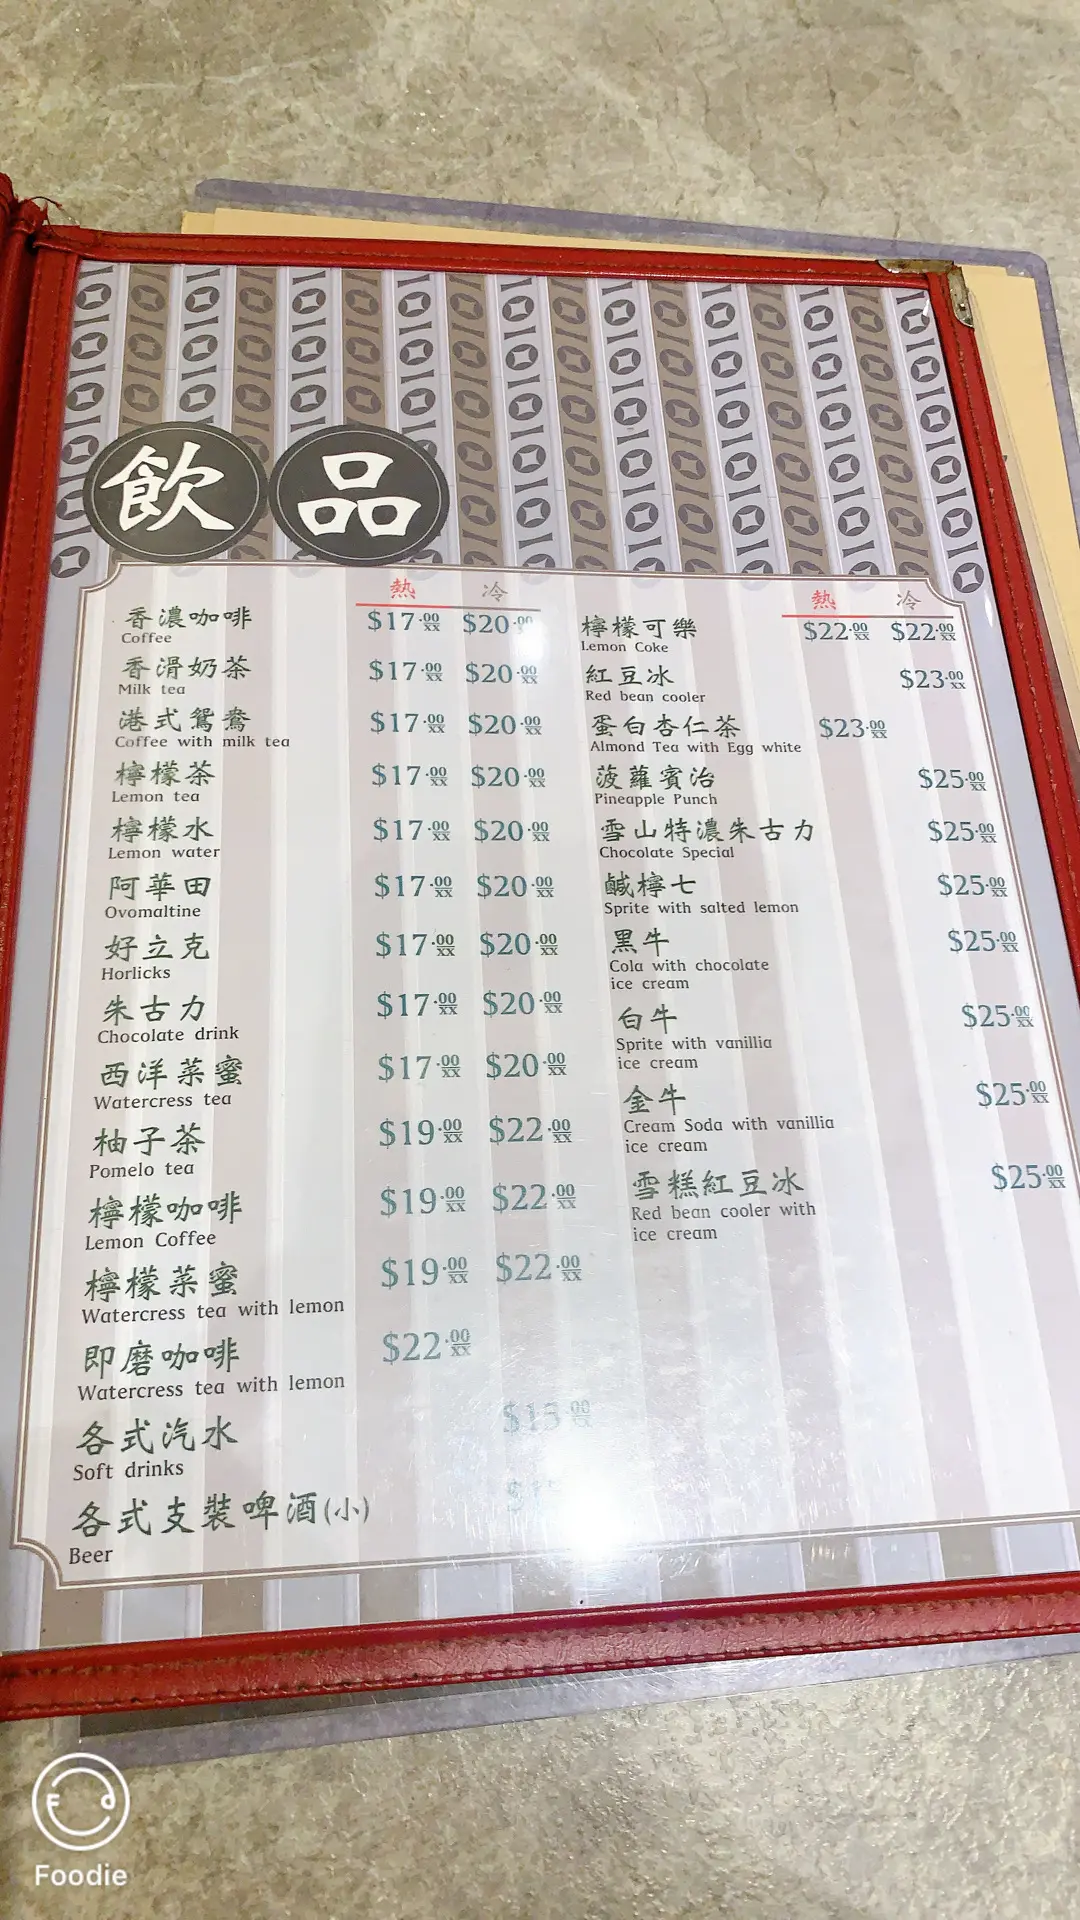 飲品
熱 冷
香濃咖啡 $17.00 $20.00
Coffee
香滑奶茶 $17.00 $20.00
Milk tea
港式鴛鴦 $17.00 $20.00
Coffee with milk tea
檸檬茶 $17.00 $20.00
Lemon tea
檸檬水 $17.00 $20.00
Lemon water
阿華田 $17.00 $20.00
Ovomaltine
好立克 $17.00 $20.00
Horlicks
朱古力 $17.00 $20.00
Chocolate drink
西洋菜蜜 $17.00 $20.00
Watercress tea
柚子茶 $19.00 $22.00
Pomelo tea
檸檬咖啡 $19.00 $22.00
Lemon Coffee
檸檬菜蜜 $19.00 $22.00
Watercress tea with lemon
即磨咖啡 $22.00
Watercress tea with lemon
各式汽水
Soft drinks
各式支裝啤酒(小)
Beer
熱 冷
檸檬可樂 $22.00 $22.00
Lemon Coke
紅豆冰 $23.00
Red bean cooler
蛋白杏仁茶 $23.00
Almond Tea with Egg white
菠蘿賓治 $25.00
Pineapple Punch
雪山特濃朱古力 $25.00
Chocolate Special
鹹檸七 $25.00
Sprite with salted lemon
黑牛 $25.00
Cola with chocolate
ice cream
白牛 $25.00
Sprite with vanillia
ice cream
金牛 $25.00
Cream Soda with vanillia
ice cream
雪糕紅豆冰 $25.00
Red bean cooler with
ice cream
Foodie